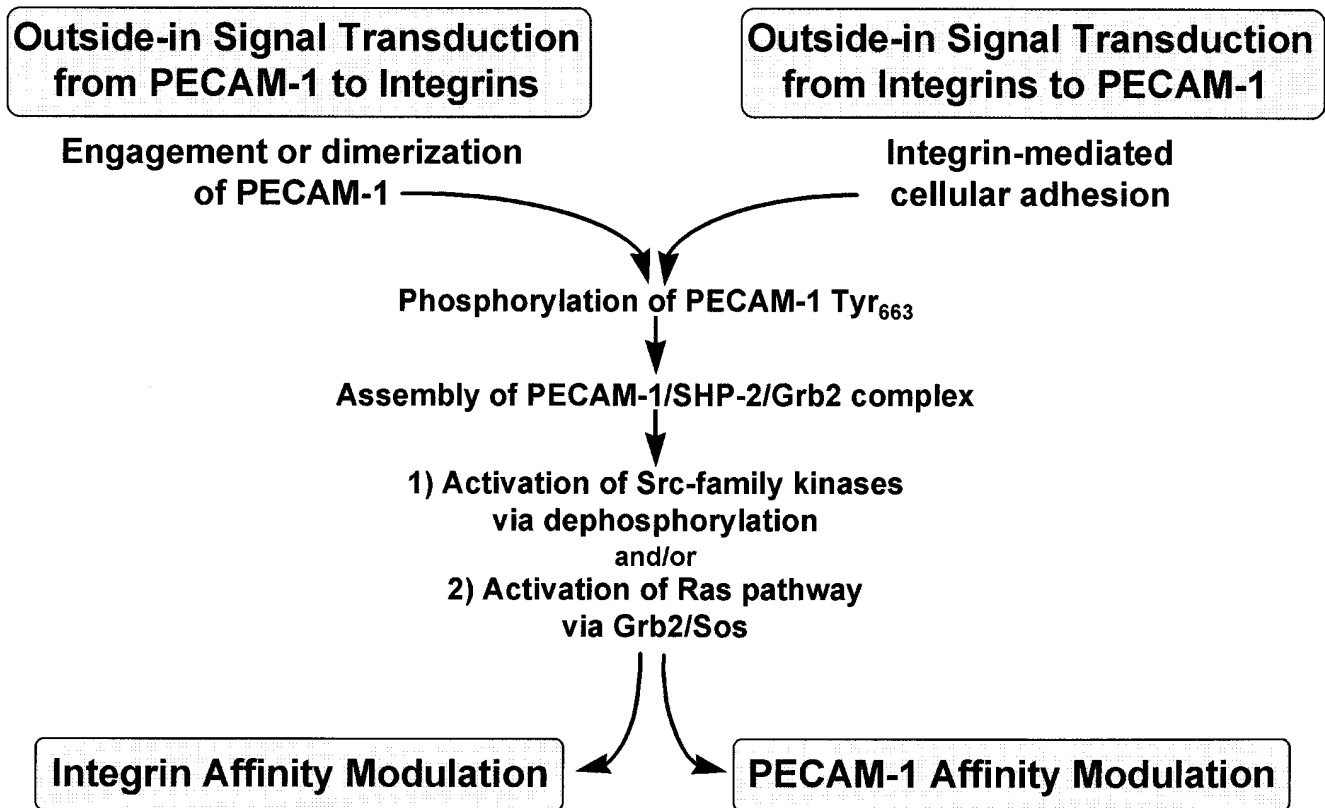 Outside-in Signal Transduction
from PECAM-1 to Integrins
Outside-in Signal Transduction
from Integrins to PECAM-1
Engagement or dimerization
of PECAM-1
Integrin-mediated
cellular adhesion
Phosphorylation of PECAM-1 Tyr₆₆₃
Assembly of PECAM-1/SHP-2/Grb2 complex
1) Activation of Src-family kinases
via dephosphorylation
and/or
2) Activation of Ras pathway
via Grb2/Sos
Integrin Affinity Modulation
PECAM-1 Affinity Modulation